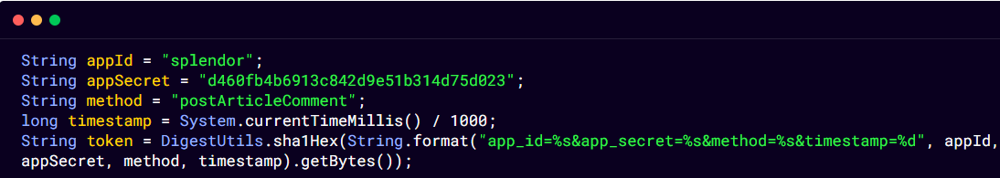 String appId = "splendor";
String appSecret = "d460fb4b6913c842d9e51b314d75d023";
String method = "postArticleComment";
long timestamp = System.currentTimeMillis() / 1000;
String token = DigestUtils.sha1Hex(String.format("app_id=%s&app_secret=%s&method=%s&timestamp=%d", appId,
appSecret, method, timestamp).getBytes());